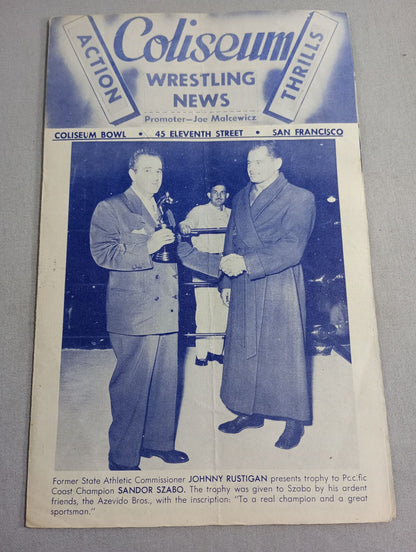 ACTION
Coliseum
THRILLS
WRESTLING
NEWS
Promoter—Joe Malcewicz
COLISEUM BOWL • 45 ELEVENTH STREET • SAN FRANCISCO
Former State Athletic Commissioner JOHNNY RUSTIGAN presents trophy to Pacific
Coast Champion SANDOR SZABO. The trophy was given to Szabo by his ardent
friends, the Azevido Bros., with the inscription: "To a real champion and a great
sportsman."